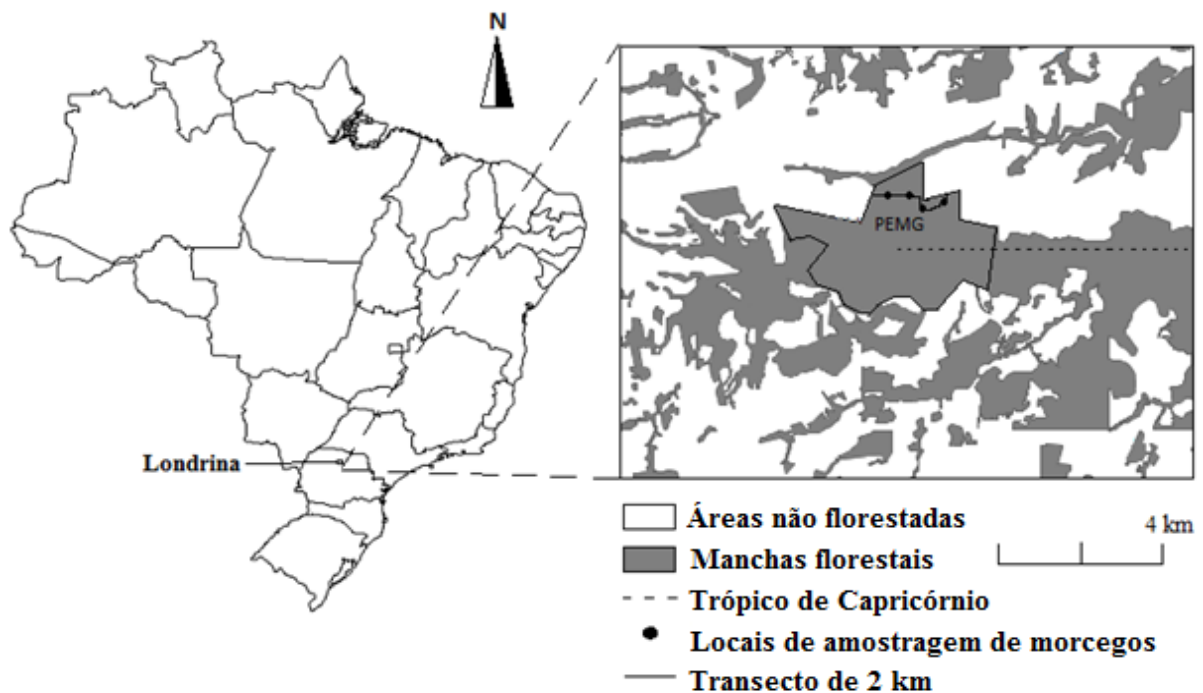 N
PEMG
Londrina
Áreas não florestadas
4 km
Manchas florestais
Trópico de Capricórnio
Locais de amostragem de morcegos
Transecto de 2 km